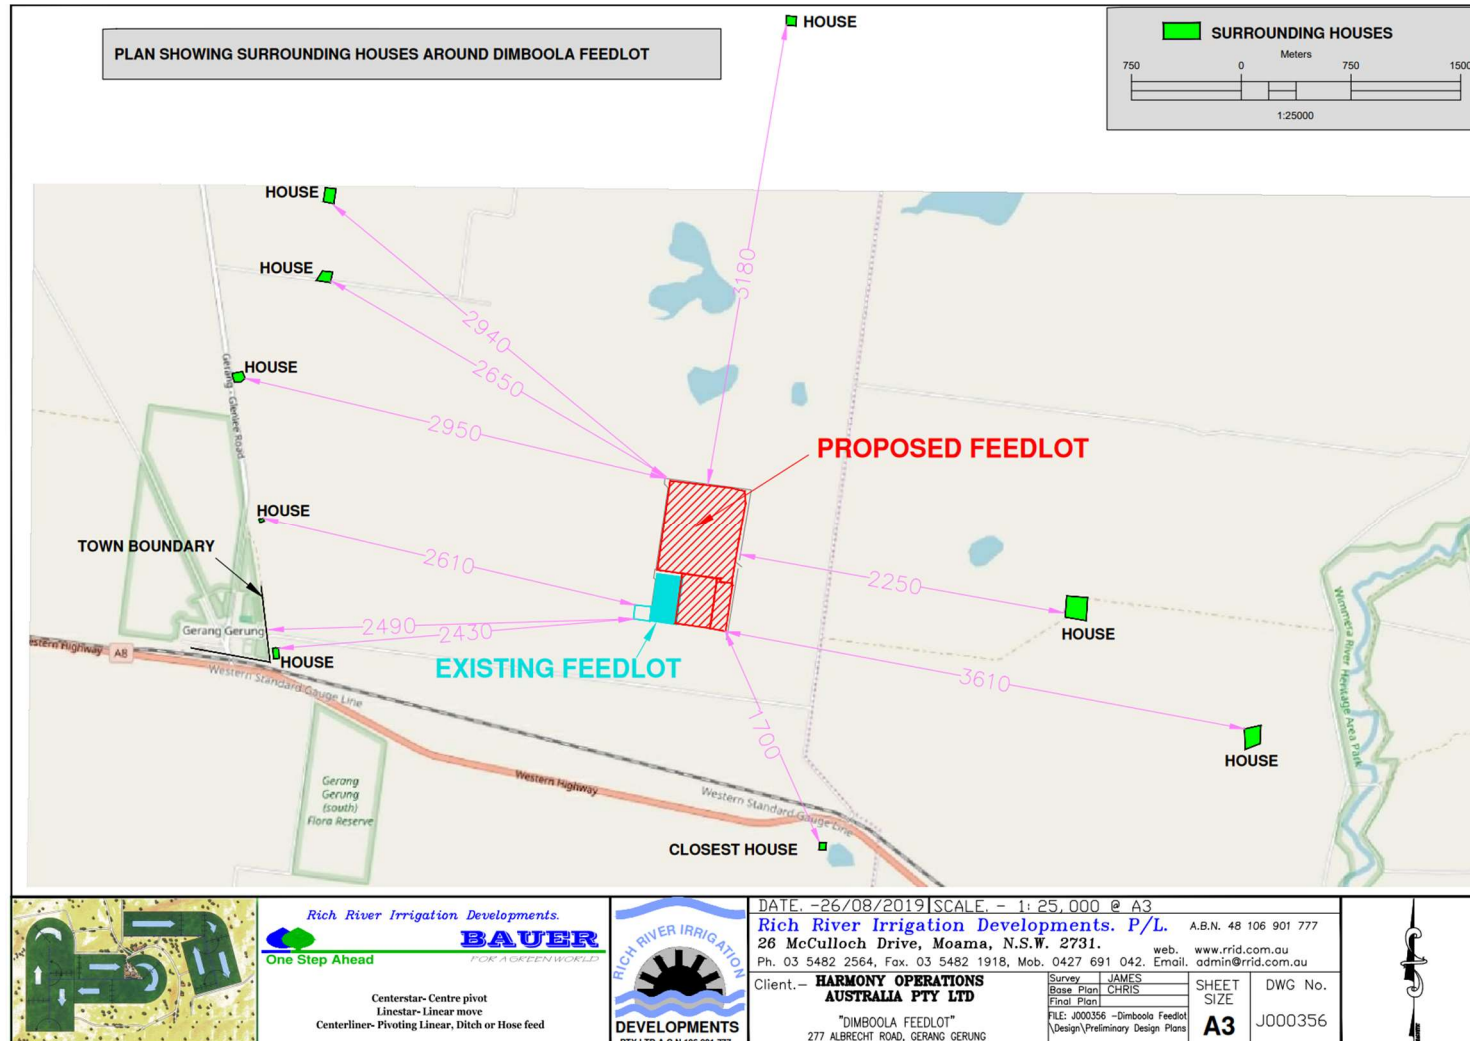 PLAN SHOWING SURROUNDING HOUSES AROUND DIMBOOLA FEEDLOT
HOUSE
SURROUNDING HOUSES
Meters
750 0 750 1500
1:25000
HOUSE
HOUSE
3180
2940
2650
Gerang - Glenlee Road
HOUSE
2950
PROPOSED FEEDLOT
HOUSE
TOWN BOUNDARY
2610
2250
Gerang Gerung
2490
2430
HOUSE
HOUSE
Western Highway
A8
EXISTING FEEDLOT
Western Standard Gauge Line
3610
1700
HOUSE
Wimmera River Heritage Area Park
Gerang
Gerung
(south)
Flora Reserve
Western Highway
Western Standard Gauge Line
CLOSEST HOUSE
Rich River Irrigation Developments.
BAUER
One Step Ahead
FOR A GREEN WORLD
Centerstar- Centre pivot
Linestar- Linear move
Centerliner- Pivoting Linear, Ditch or Hose feed
RICH RIVER IRRIGATION
DEVELOPMENTS
PTY LTD A.C.N 106 901 777
DATE. -26/08/2019 SCALE. - 1: 25, 000 @ A3
Rich River Irrigation Developments. P/L. A.B.N. 48 106 901 777
26 McCulloch Drive, Moama, N.S.W. 2731. web. www.rrid.com.au
Ph. 03 5482 2564, Fax. 03 5482 1918, Mob. 0427 691 042. Email. admin@rrid.com.au
Client.- HARMONY OPERATIONS
AUSTRALIA PTY LTD
"DIMBOOLA FEEDLOT"
277 ALBRECHT ROAD, GERANG GERUNG
Survey JAMES
Base Plan CHRIS
Final Plan
FILE: J000356 -Dimboola Feedlot
\Design\Preliminary Design Plans
SHEET
SIZE
A3
DWG No.
J000356